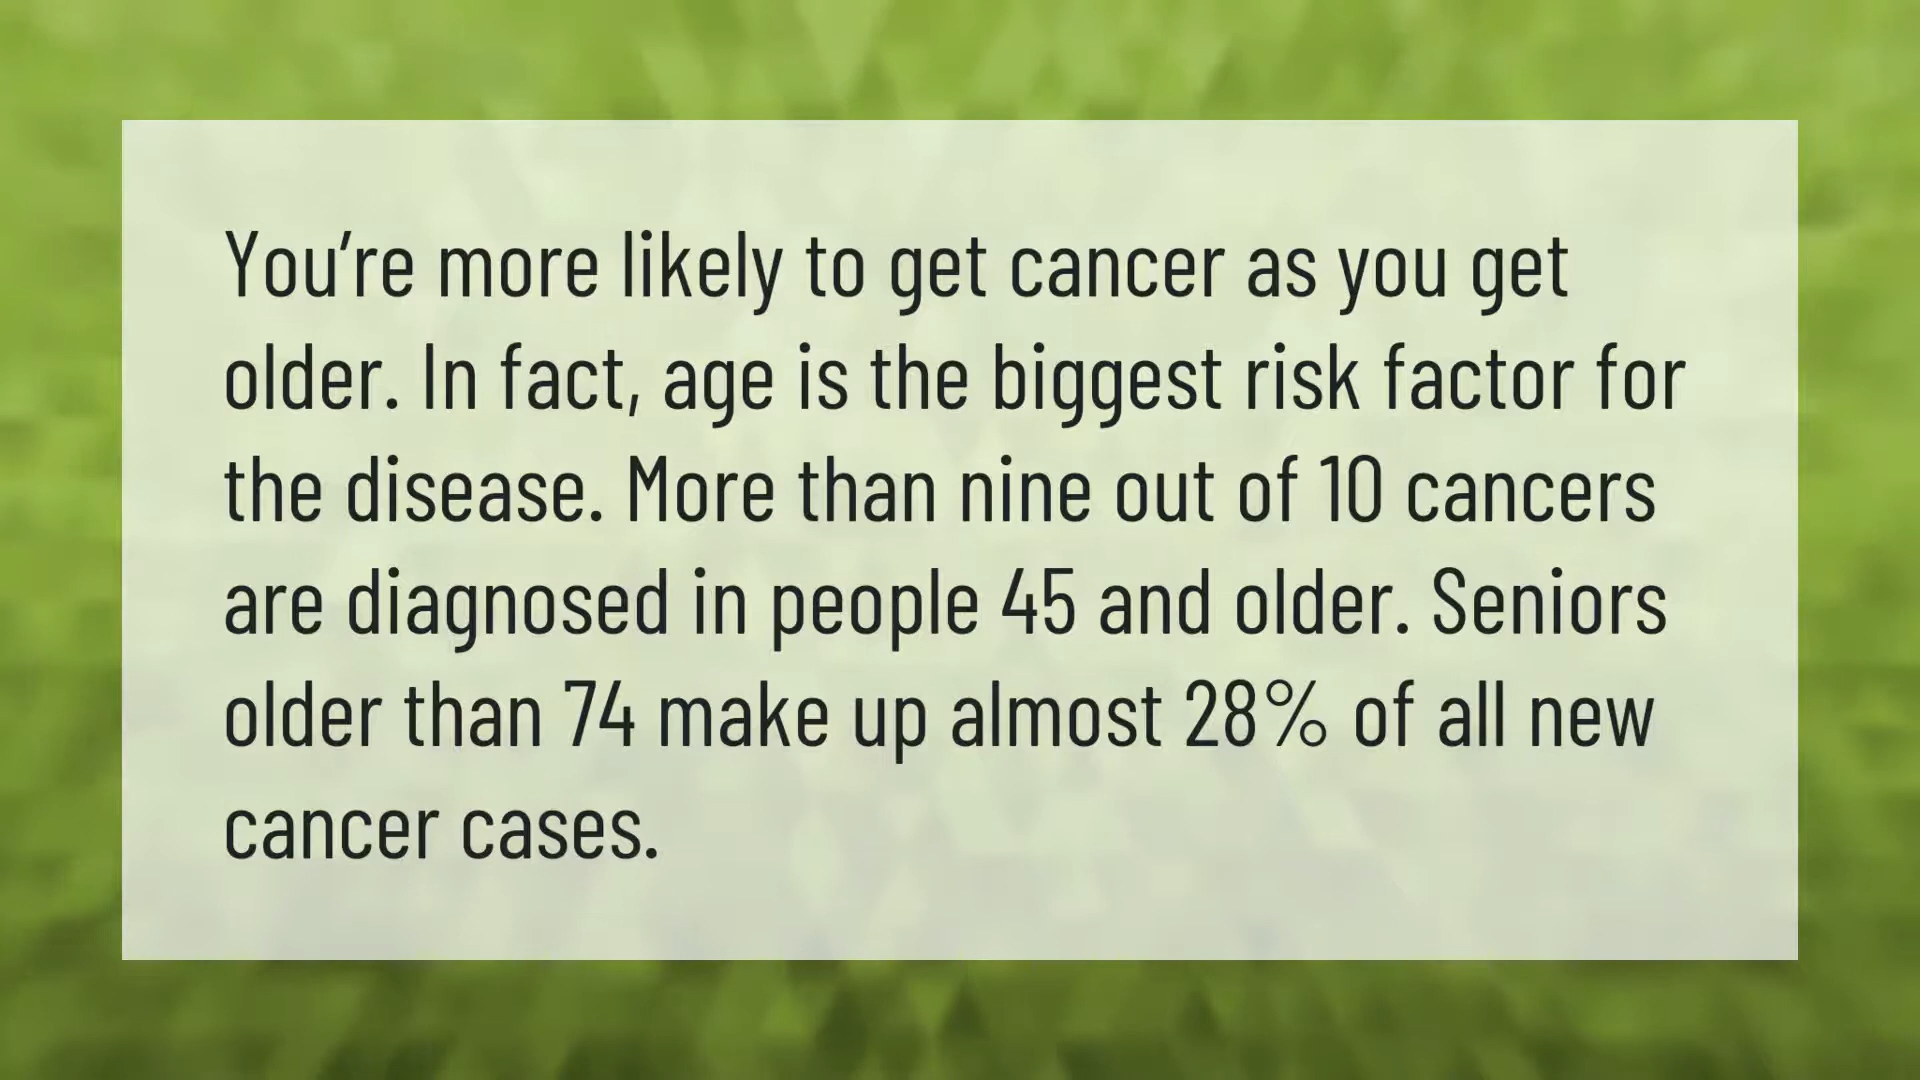 You’re more likely to get cancer as you get
older. In fact, age is the biggest risk factor for
the disease. More than nine out of 10 cancers
are diagnosed in people 45 and older. Seniors
older than 74 make up almost 28% of all new
cancer cases.